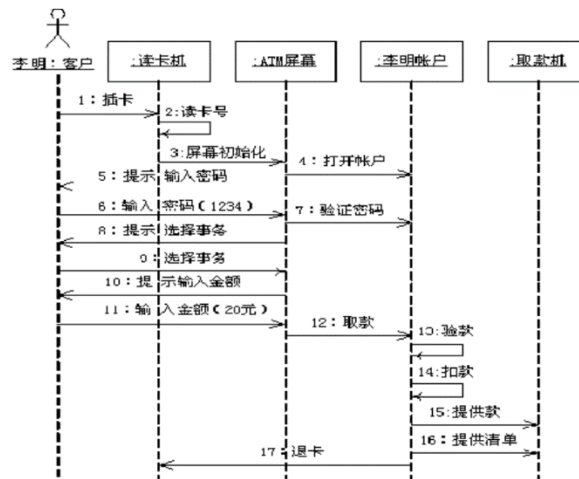 李明：客户
:读卡机
:ATM屏幕
:李明帐户
:取款机
1：插卡
2:读卡号
3:屏幕初始化
4：打开帐户
5：提示 输入密码
6：输入 密码（1234）
7：验证密码
8：提示 选择事务
9：选择事务
10：提 示输入金额
11：输 入金额（20元）
12：取款
13:验款
14:扣款
15:提供款
16：提供清单
17：退卡